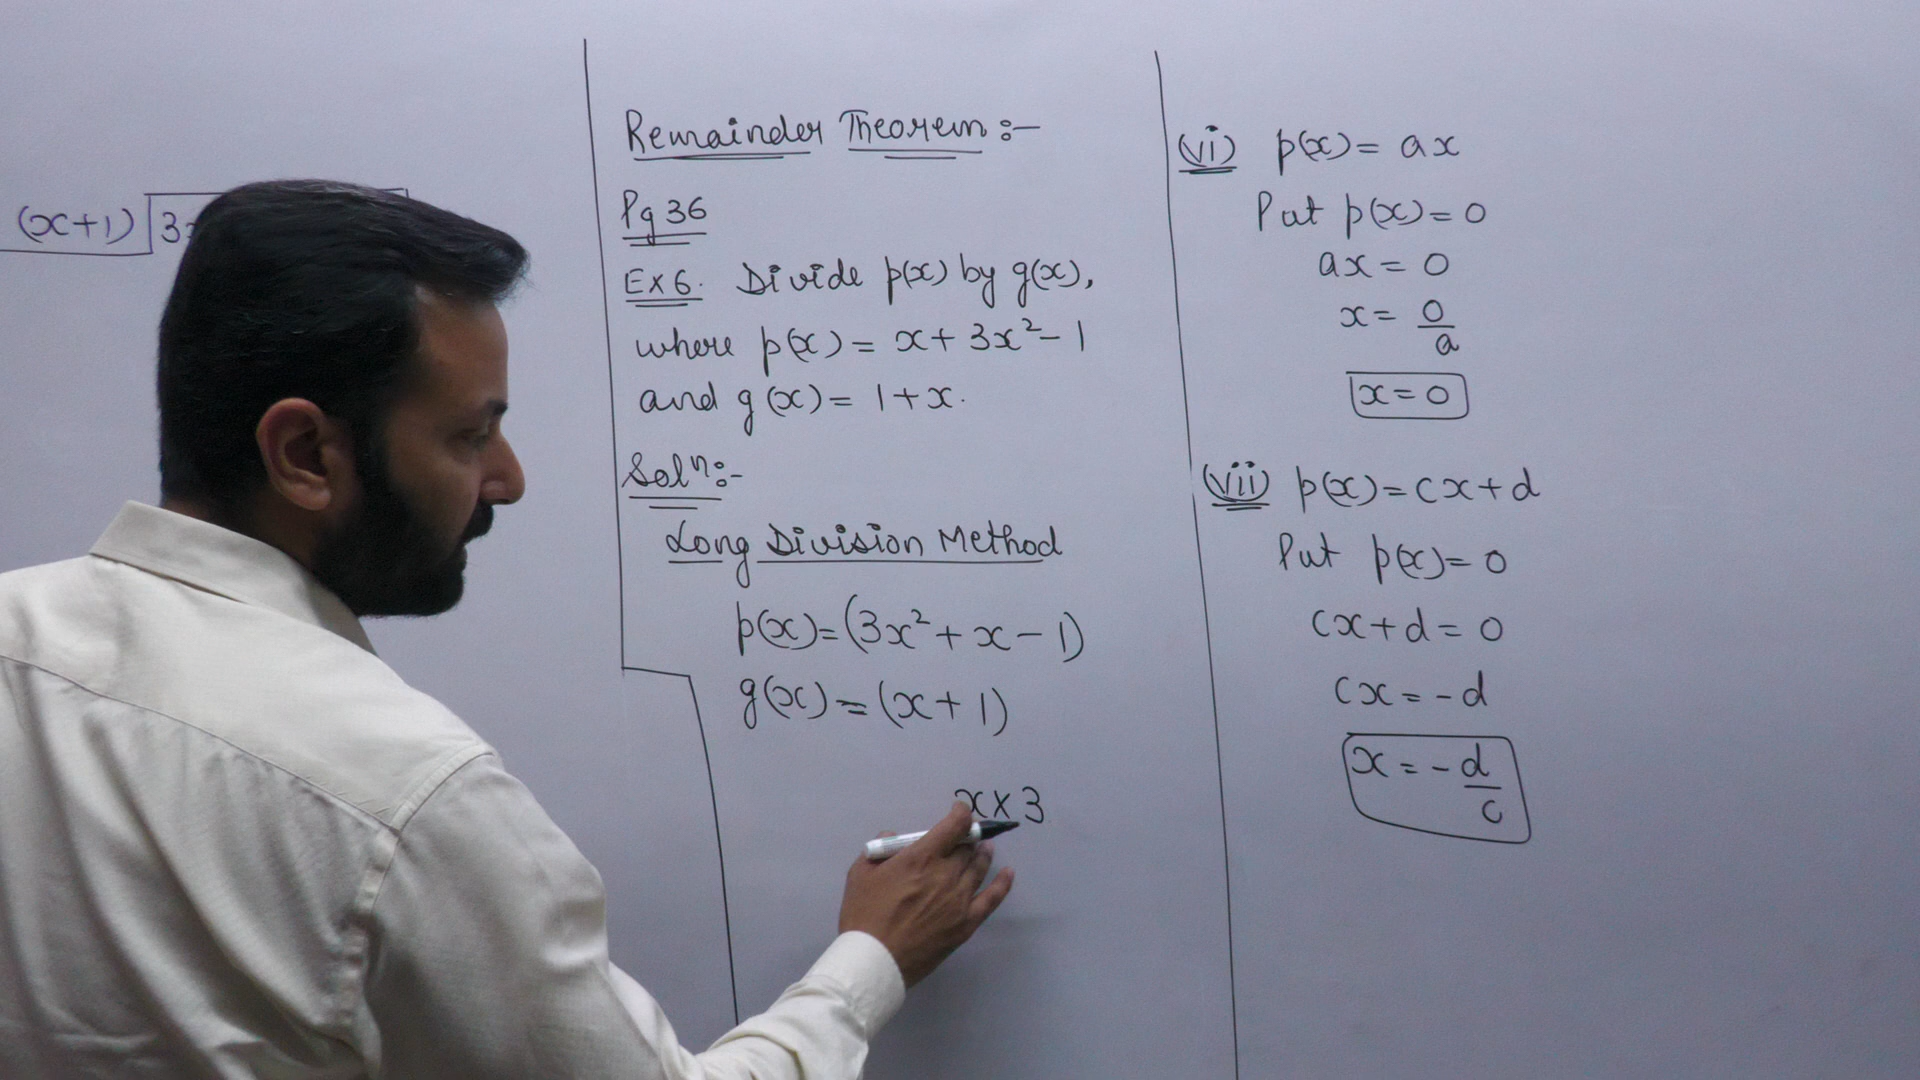 (x+1) 3
Remainder Theorem :-
Pg 36
Ex 6. Divide p(x) by g(x),
where p(x) = x + 3x² - 1
and g(x) = 1 + x.
Solⁿ:-
Long Division Method
p(x) = (3x² + x - 1)
g(x) = (x + 1)
x × 3
(vi) p(x) = ax
Put p(x) = 0
ax = 0
x = 0/a
x = 0
(vii) p(x) = cx + d
Put p(x) = 0
cx + d = 0
cx = -d
x = -d/c